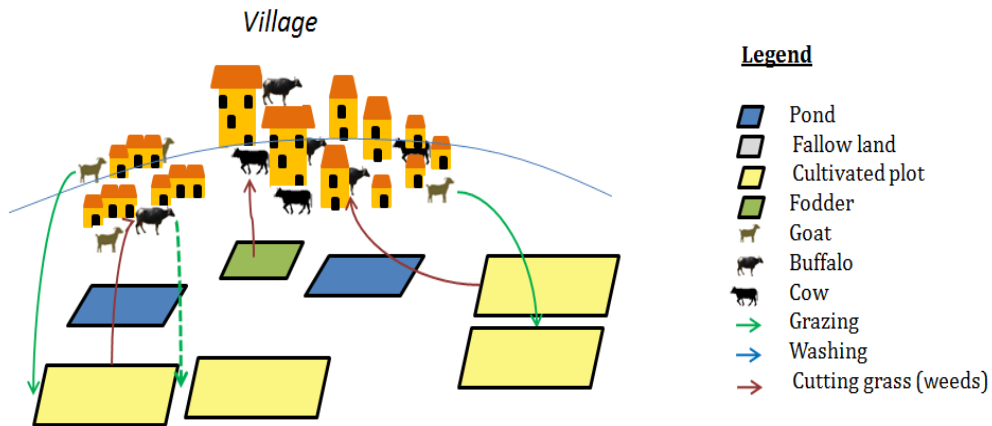 Village
Legend
Pond
Fallow land
Cultivated plot
Fodder
Goat
Buffalo
Cow
Grazing
Washing
Cutting grass (weeds)